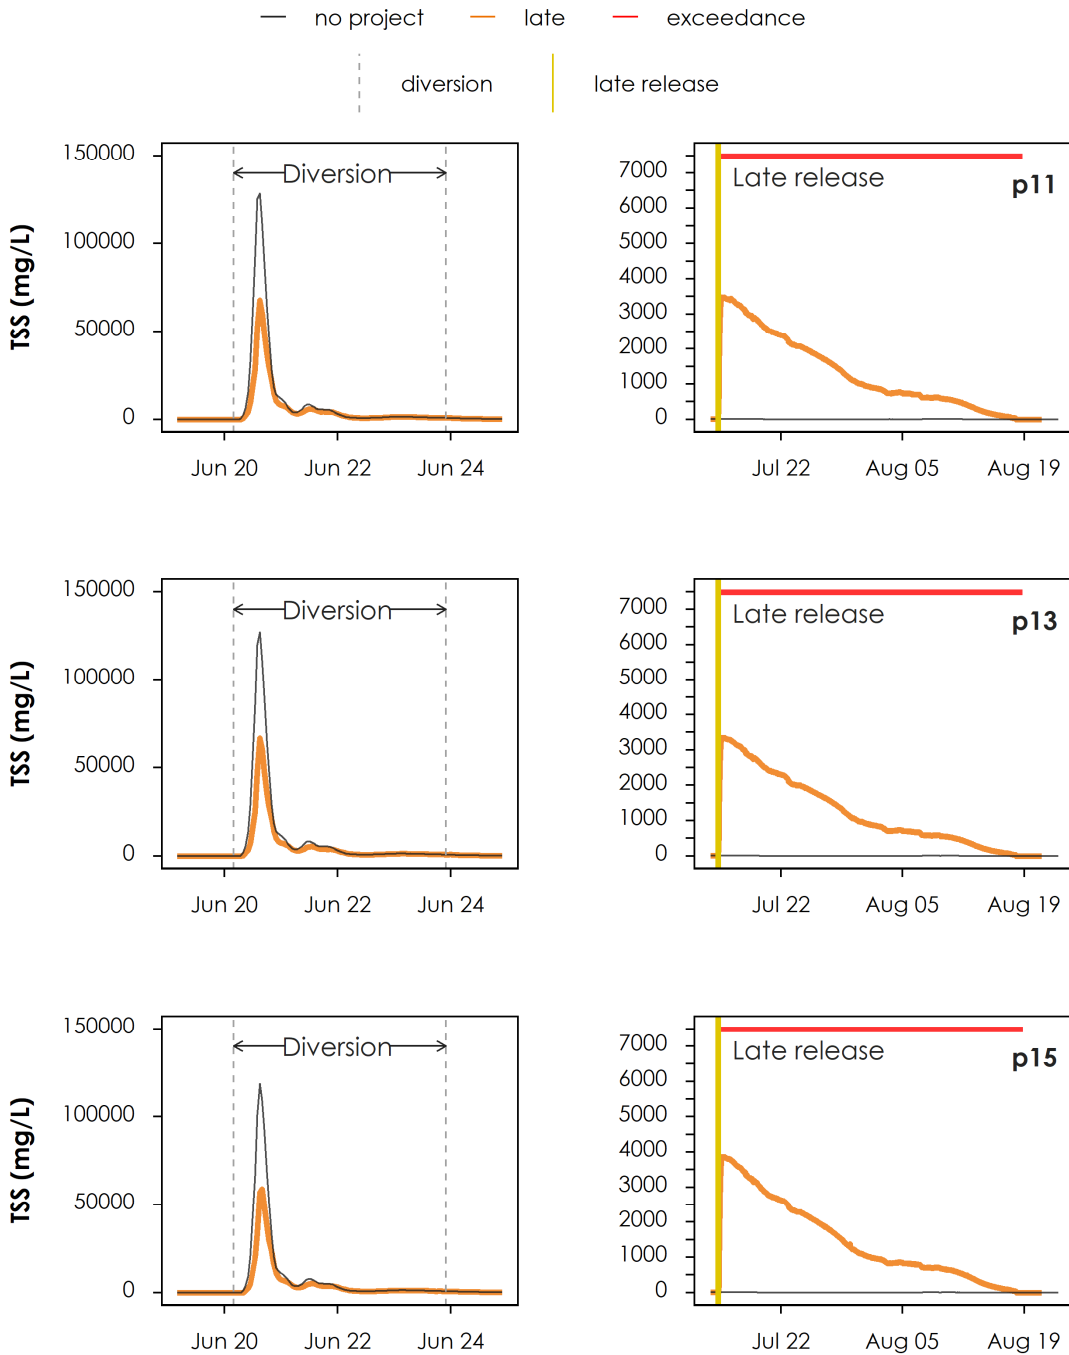 no project late exceedance
diversion late release
TSS (mg/L)
150000
100000
50000
0
Diversion
Jun 20 Jun 22 Jun 24
7000
6000
5000
4000
3000
2000
1000
0
Late release
p11
Jul 22 Aug 05 Aug 19
TSS (mg/L)
150000
100000
50000
0
Diversion
Jun 20 Jun 22 Jun 24
7000
6000
5000
4000
3000
2000
1000
0
Late release
p13
Jul 22 Aug 05 Aug 19
TSS (mg/L)
150000
100000
50000
0
Diversion
Jun 20 Jun 22 Jun 24
7000
6000
5000
4000
3000
2000
1000
0
Late release
p15
Jul 22 Aug 05 Aug 19